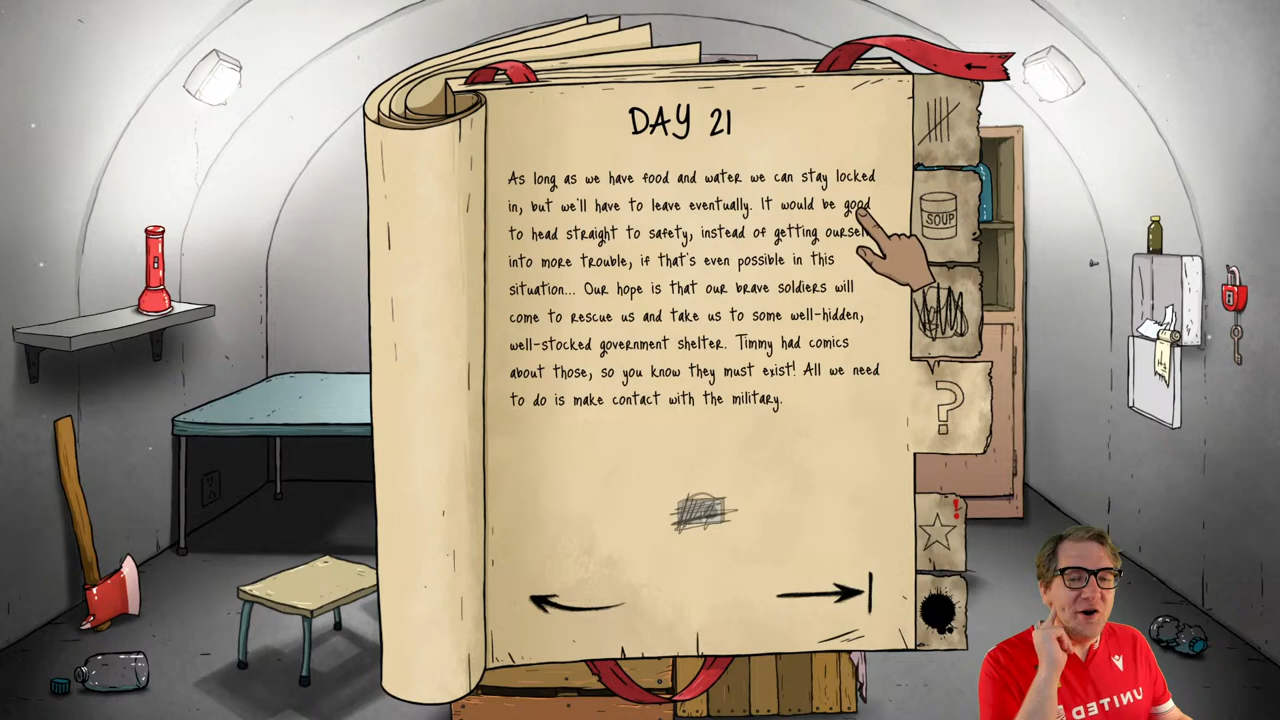 DAY 21
As long as we have food and water we can stay locked
in, but we'll have to leave eventually. It would be good
to head straight to safety, instead of getting
into more trouble, if that's even possible in this
situation... Our hope is that our brave soldiers will
come to rescue us and take us to some well-hidden,
well-stocked government shelter. Timmy had comics
about those, so you know they must exist! All we need
to do is make contact with the military.
SOUP
?
!
UNITED